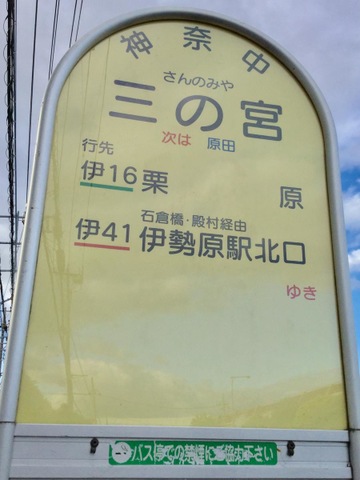 神奈中
さんのみや
三の宮
次は 原田
行先
伊16 栗原
石倉橋・殿村経由
伊41 伊勢原駅北口
ゆき
バス停での禁煙にご協力下さい